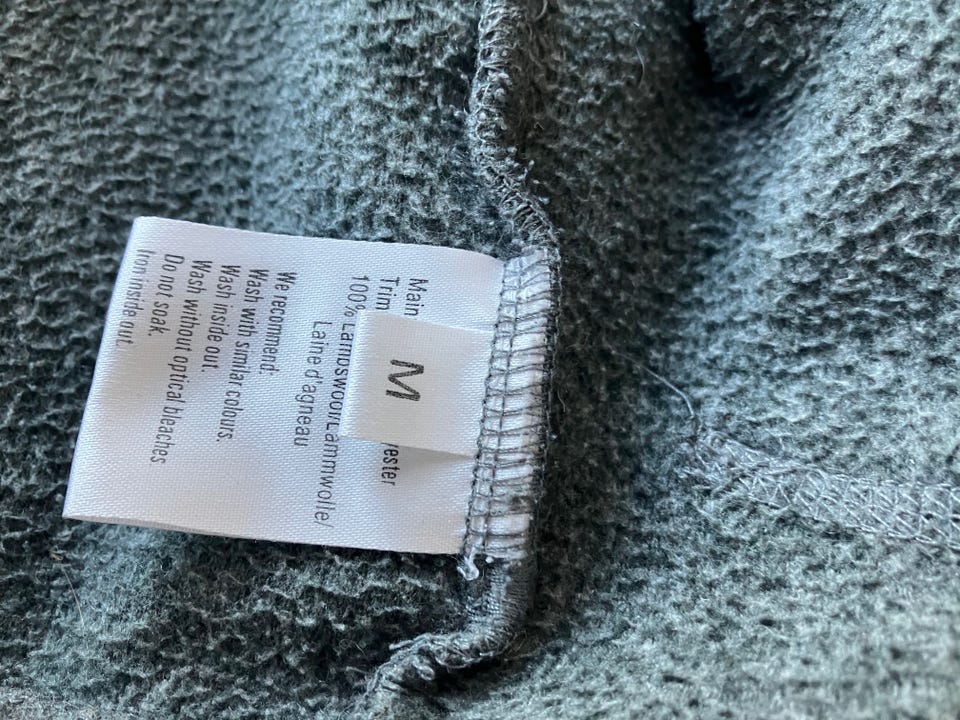 Main
Trim
yester
100% Lambswool/Lammwolle/
Laine d'agneau
M
We recommend:
Wash with similar colours.
Wash inside out.
Wash without optical bleaches
Do not soak.
Iron inside out.